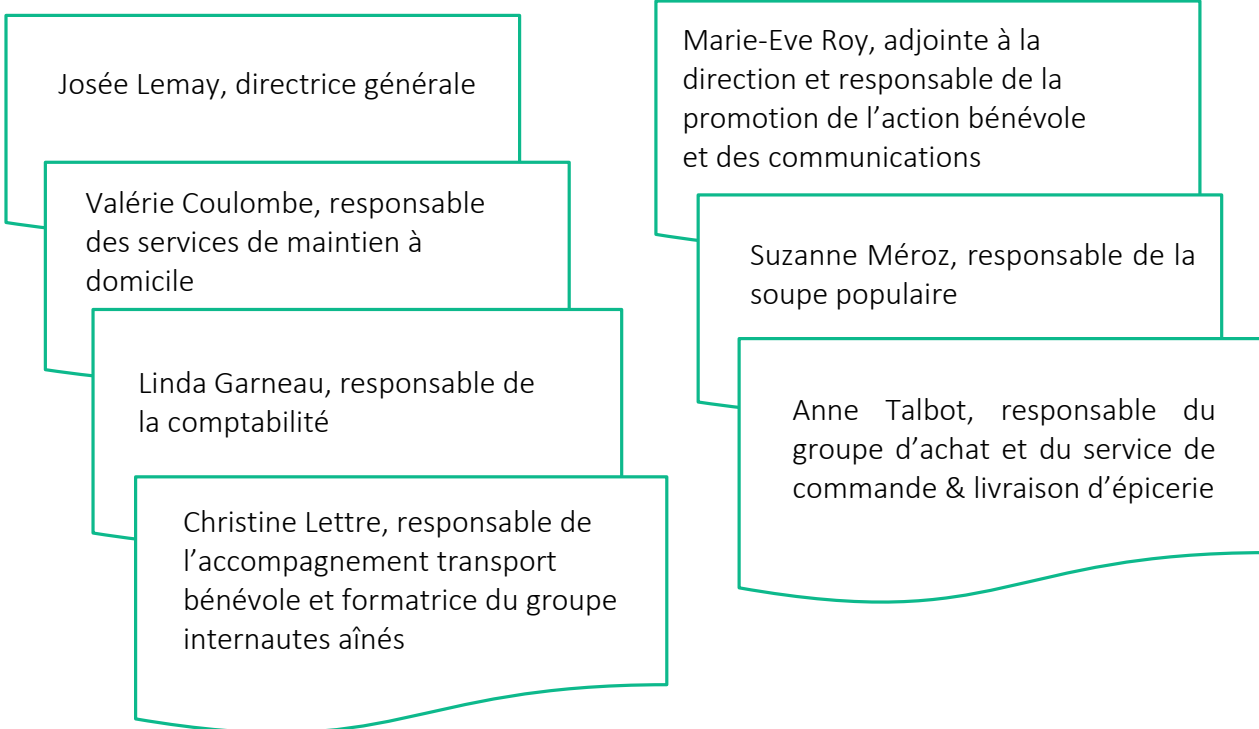 Josée Lemay, directrice générale
Valérie Coulombe, responsable
des services de maintien à
domicile
Linda Garneau, responsable de
la comptabilité
Christine Lettre, responsable de
l’accompagnement transport
bénévole et formatrice du groupe
internautes aînés
Marie-Eve Roy, adjointe à la
direction et responsable de la
promotion de l’action bénévole
et des communications
Suzanne Méroz, responsable de la
soupe populaire
Anne Talbot, responsable du
groupe d’achat et du service de
commande & livraison d’épicerie